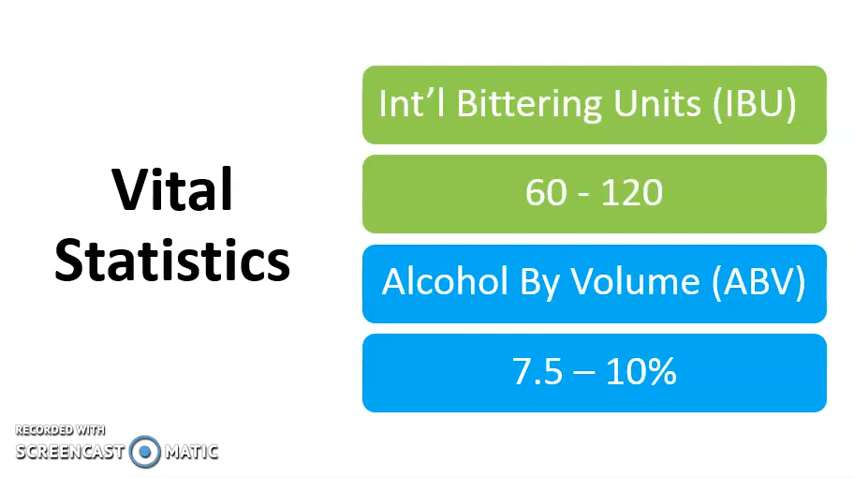 Vital
Statistics
Int'l Bittering Units (IBU)
60 - 120
Alcohol By Volume (ABV)
7.5 – 10%
RECORDED WITH
SCREENCAST MATIC